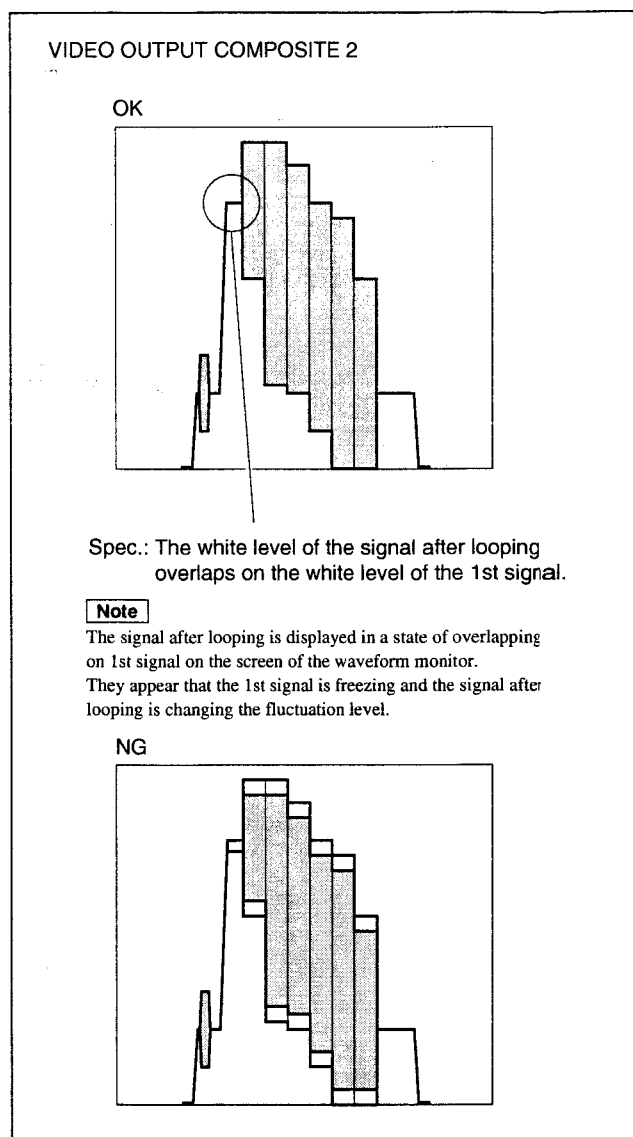 VIDEO OUTPUT COMPOSITE 2
OK
Spec.: The white level of the signal after looping
overlaps on the white level of the 1st signal.
Note
The signal after looping is displayed in a state of overlapping
on 1st signal on the screen of the waveform monitor.
They appear that the 1st signal is freezing and the signal after
looping is changing the fluctuation level.
NG